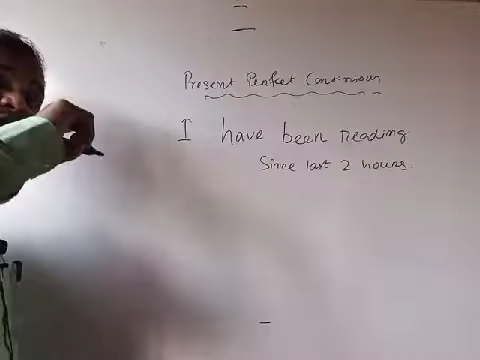 Present Perfect Continuous
I have been reading
Since last 2 hours.